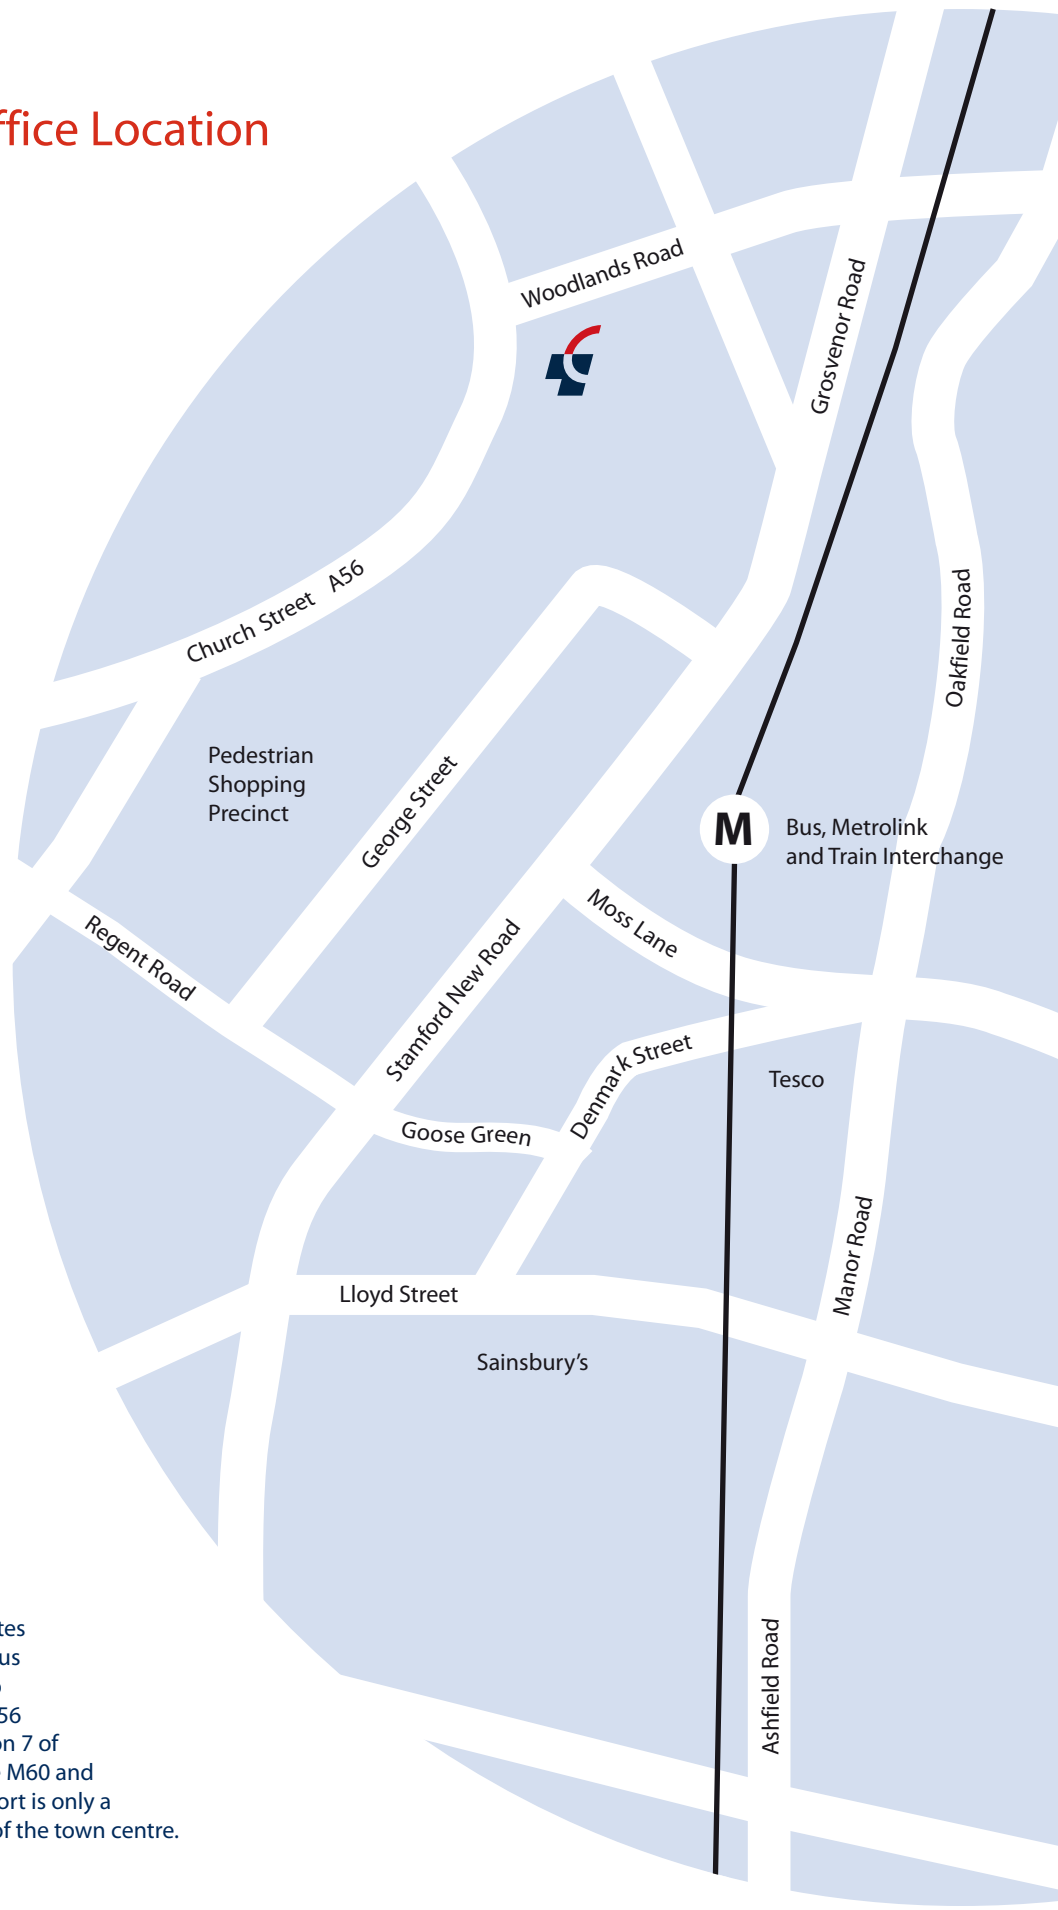 ffice Location
Woodlands Road
Grosvenor Road
Church Street A56
Oakfield Road
Pedestrian
Shopping
Precinct
George Street
M
Bus, Metrolink
and Train Interchange
Moss Lane
Regent Road
Stamford New Road
Denmark Street
Tesco
Goose Green
Manor Road
Lloyd Street
Sainsbury’s
Ashfield Road
tes
us
56
on 7 of
M60 and
ort is only a
of the town centre.